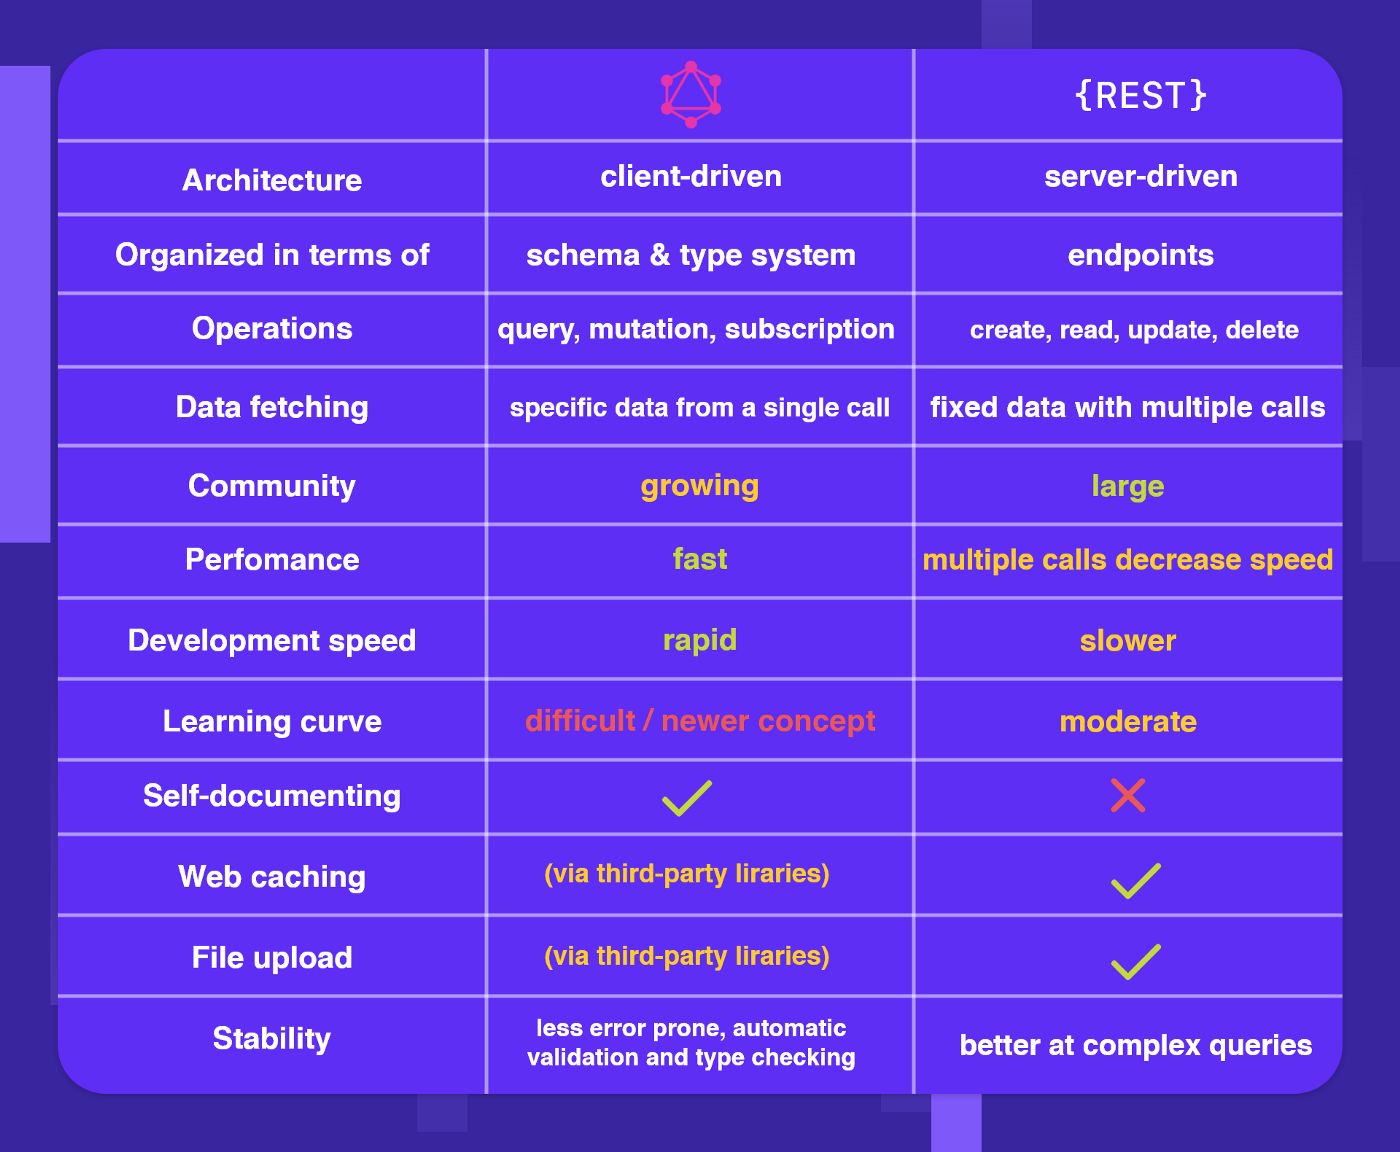 {REST}
Architecture client-driven server-driven
Organized in terms of schema & type system endpoints
Operations query, mutation, subscription create, read, update, delete
Data fetching specific data from a single call fixed data with multiple calls
Community growing large
Perfomance fast multiple calls decrease speed
Development speed rapid slower
Learning curve difficult / newer concept moderate
Self-documenting
Web caching (via third-party liraries)
File upload (via third-party liraries)
Stability less error prone, automatic
validation and type checking better at complex queries